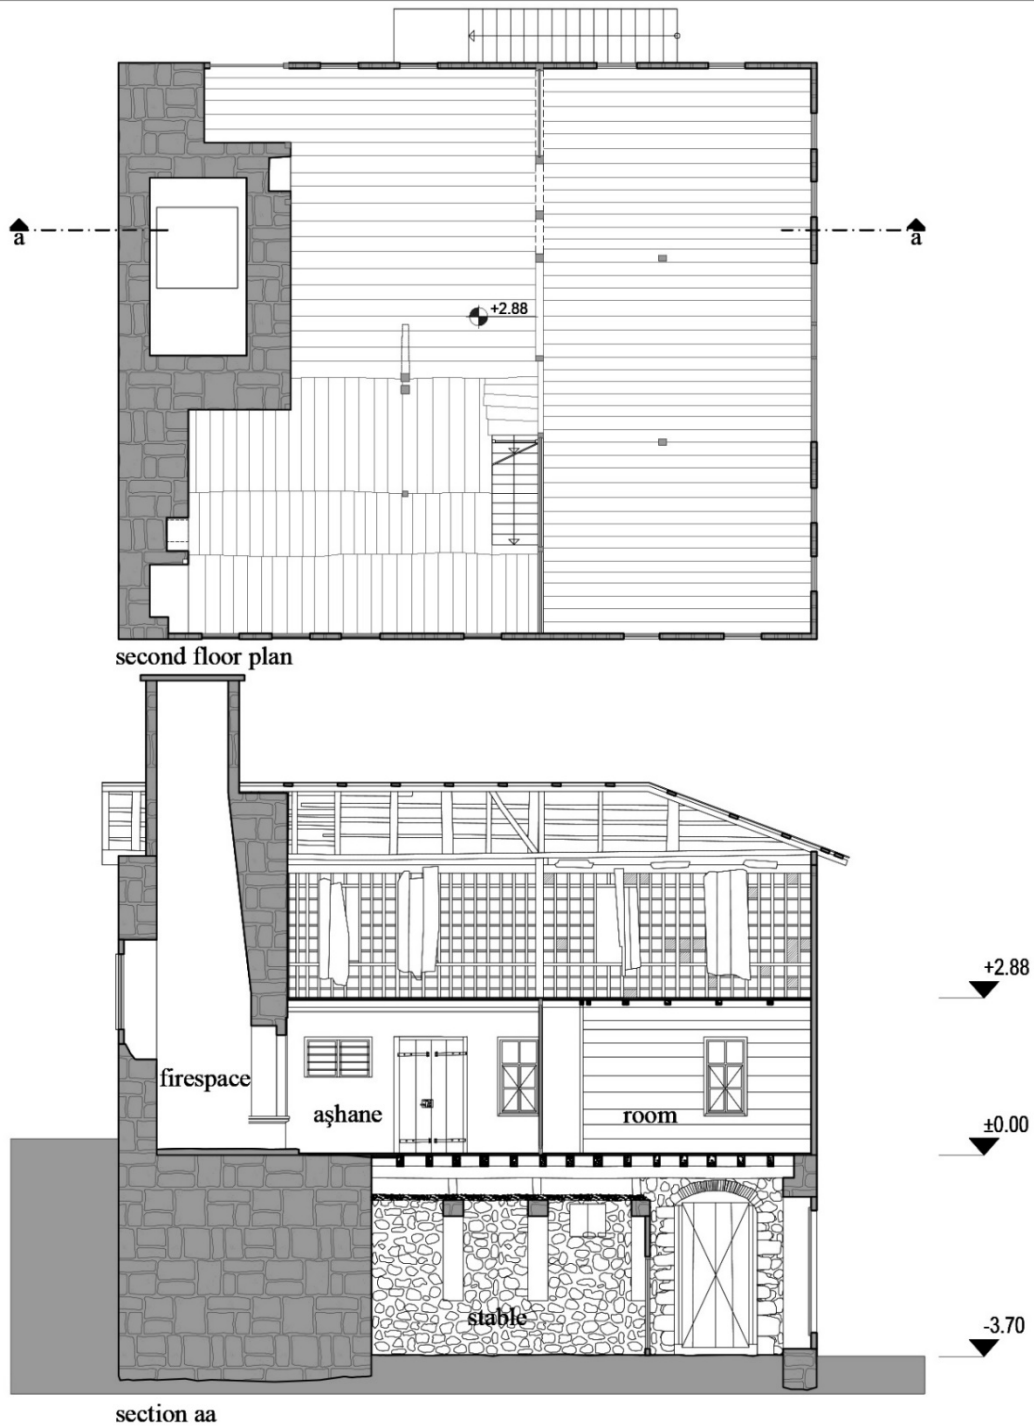 a
a
+2.88
second floor plan
+2.88
firespace
aşhane
room
±0.00
stable
-3.70
section aa